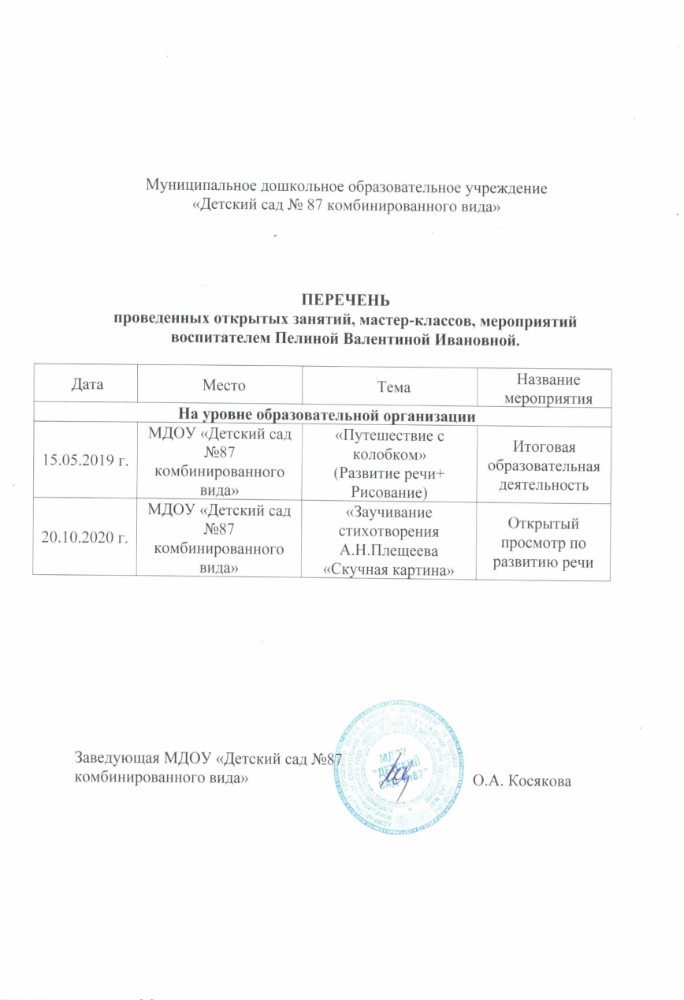 Муниципальное дошкольное образовательное учреждение
«Детский сад № 87 комбинированного вида»
ПЕРЕЧЕНЬ
проведенных открытых занятий, мастер-классов, мероприятий
воспитателем Пелиной Валентиной Ивановной.
Дата Место Тема Название мероприятия
На уровне образовательной организации
15.05.2019 г.
МДОУ «Детский сад
№87
комбинированного
вида»
«Путешествие с
колобком»
(Развитие речи+
Рисование)
Итоговая
образовательная
деятельность
20.10.2020 г.
МДОУ «Детский сад
№87
комбинированного
вида»
«Заучивание
стихотворения
А.Н.Плещеева
«Скучная картина»
Открытый
просмотр по
развитию речи
Заведующая МДОУ «Детский сад №87
комбинированного вида»
О.А. Косякова
МДОУ
"ДЕТСКИЙ
САД №87"